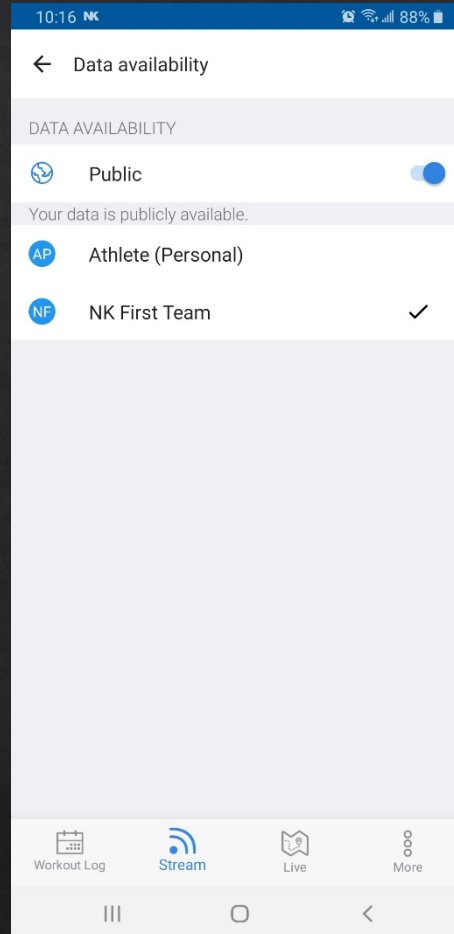 10:16 NK 88%
Data availability
DATA AVAILABILITY
Public
Your data is publicly available.
AP Athlete (Personal)
NF NK First Team
Workout Log Stream Live More